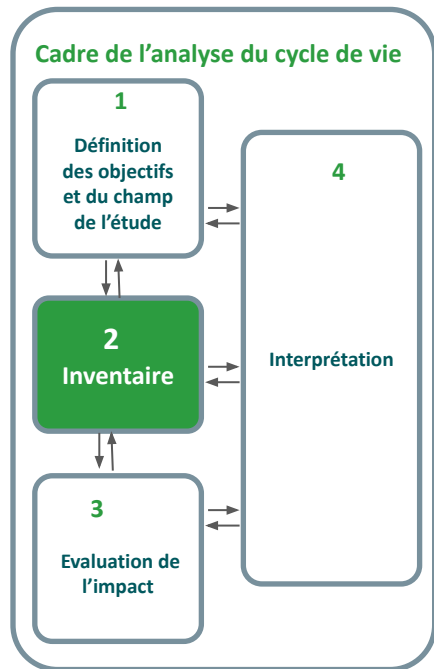 Cadre de l’analyse du cycle de vie
1
Définition
des objectifs
et du champ
de l’étude
2
Inventaire
3
Evaluation de
l’impact
4
Interprétation